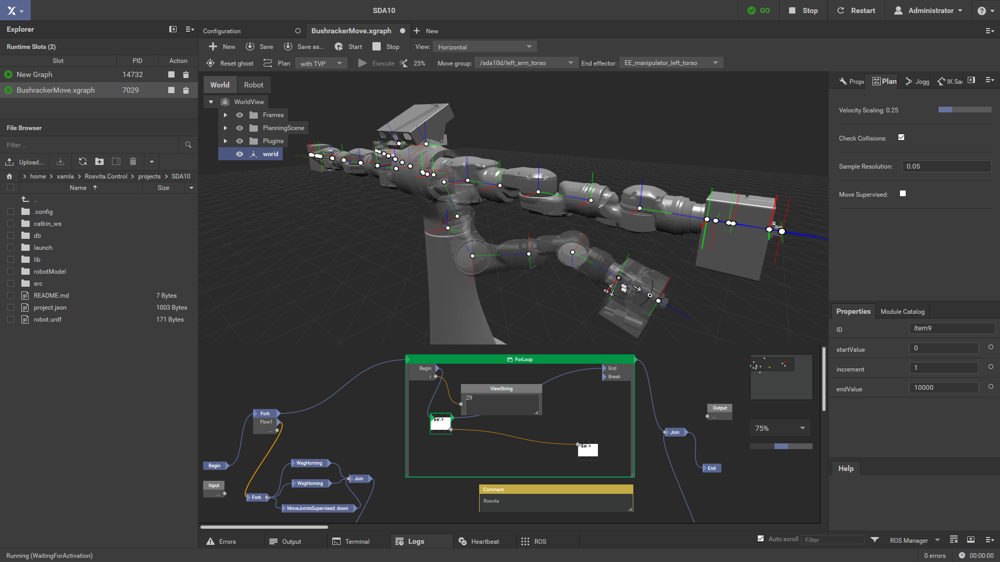 SDA10
GO
Stop
Restart
Administrator
Explorer
Configuration
BushrackerMove.xgraph
New
Runtime Slots (2)
New
Save
Save as...
Start
Stop
View:
Horizontal
Slot
PID
Action
Reset ghost
Plan
with TVP
Execute
25%
Move group:
/sda10d/left_arm_torso
End effector:
EE_manipulator_left_torso
New Graph
14732
BushrackerMove.xgraph
7029
World
Robot
WorldView
Frames
PlanningScene
Plugins
world
Prope
Plan
Jogg
IK Sa
Velocity Scaling: 0.25
Check Collisions:
Sample Resolution:
0.05
Move Supervised:
File Browser
Filter ...
Upload...
home
xamla
Rosvita.Control
projects
SDA10
Name
Size
..
.config
catkin_ws
db
launch
lib
robotModel
src
README.md
7 Bytes
project.json
1003 Bytes
robot.urdf
171 Bytes
Properties
Module Catalog
ID
item9
startValue
0
increment
1
endValue
10000
Help
ForLoop
Begin
i
End
Break
ViewString
29
Fork
Flow1
...
Begin
Input
...
Fork
WsgHoming
WsgHoming
MoveJointsSupervised: down
Join
Comment
Rosvita
Output
...
Join
End
75%
Errors
Output
Terminal
Logs
Heartbeat
ROS
Auto scroll
Filter
ROS Manager
Running (WaitingForActivation)
0 errors
00:00:00